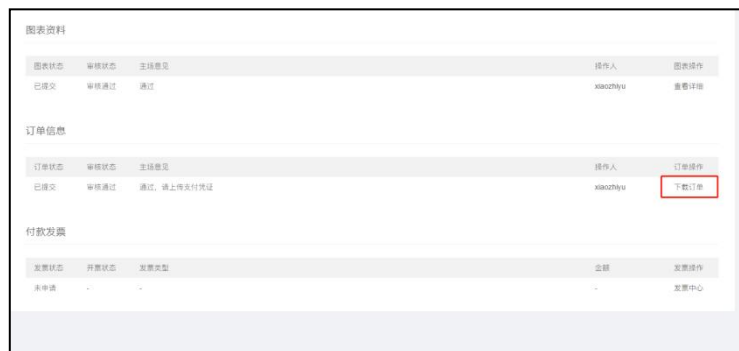 图表资料
图表状态 审核状态 主场意见 操作人 图表操作
已提交 审核通过 通过 xiaozhiyu 查看详细
订单信息
订单状态 审核状态 主场意见 操作人 订单操作
已提交 审核通过 通过，请上传支付凭证 xiaozhiyu 下载订单
付款发票
发票状态 开票状态 发票类型 金额 发票操作
未申请 - - - 发票中心